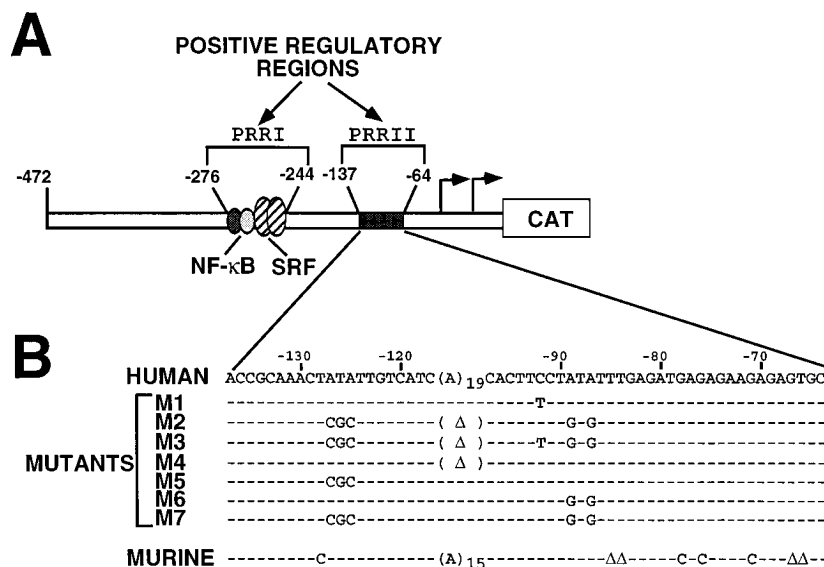 A
POSITIVE REGULATORY
REGIONS
PRRI PRRII
-472 -276 -244 -137 -64
CAT
NF-κB SRF
B
-130 -120 -90 -80 -70
HUMAN ACCGCAAACTATATTGTCATC(A)19CACTTCCTATATTTGAGATGAGAGAAGAGAGTGC
MUTANTS
M1 --------------------------T--------------------------
M2 ----------CGC--------( Δ )---------G-G------------------------
M3 ----------CGC--------( Δ )------T--G-G------------------------
M4 ---------------------( Δ )----------------------------------
M5 ----------CGC----------------------------------------
M6 ----------------------------------G-G------------------------
M7 ----------CGC---------------------G-G------------------------
MURINE ---------C-----------(A)15-------------ΔΔ------C-C----C---ΔΔ--